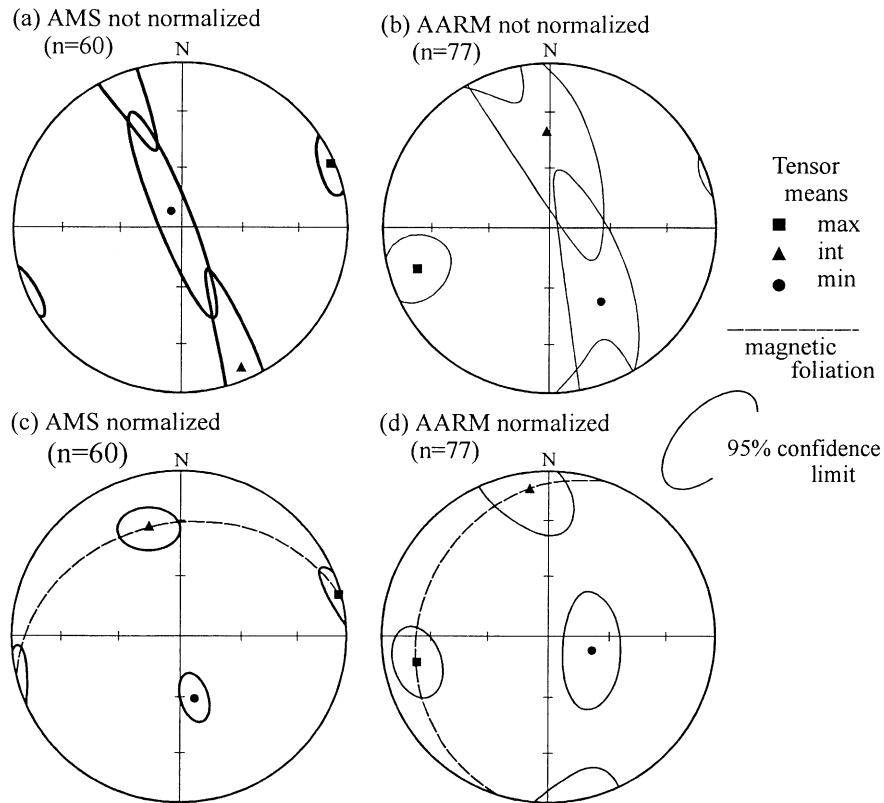 (a) AMS not normalized
(n=60)
N
(b) AARM not normalized
(n=77)
N
Tensor
means
max
int
min
magnetic
foliation
95% confidence
limit
(c) AMS normalized
(n=60)
N
(d) AARM normalized
(n=77)
N